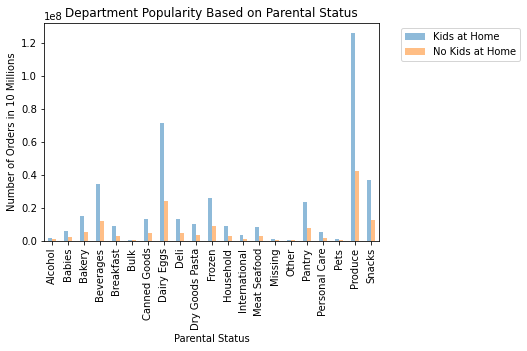 Department Popularity Based on Parental Status
1e8
Kids at Home
No Kids at Home
Number of Orders in 10 Millions
1.2
1.0
0.8
0.6
0.4
0.2
0.0
Alcohol
Babies
Bakery
Beverages
Breakfast
Bulk
Canned Goods
Dairy Eggs
Deli
Dry Goods Pasta
Frozen
Household
International
Meat Seafood
Missing
Other
Pantry
Personal Care
Pets
Produce
Snacks
Parental Status